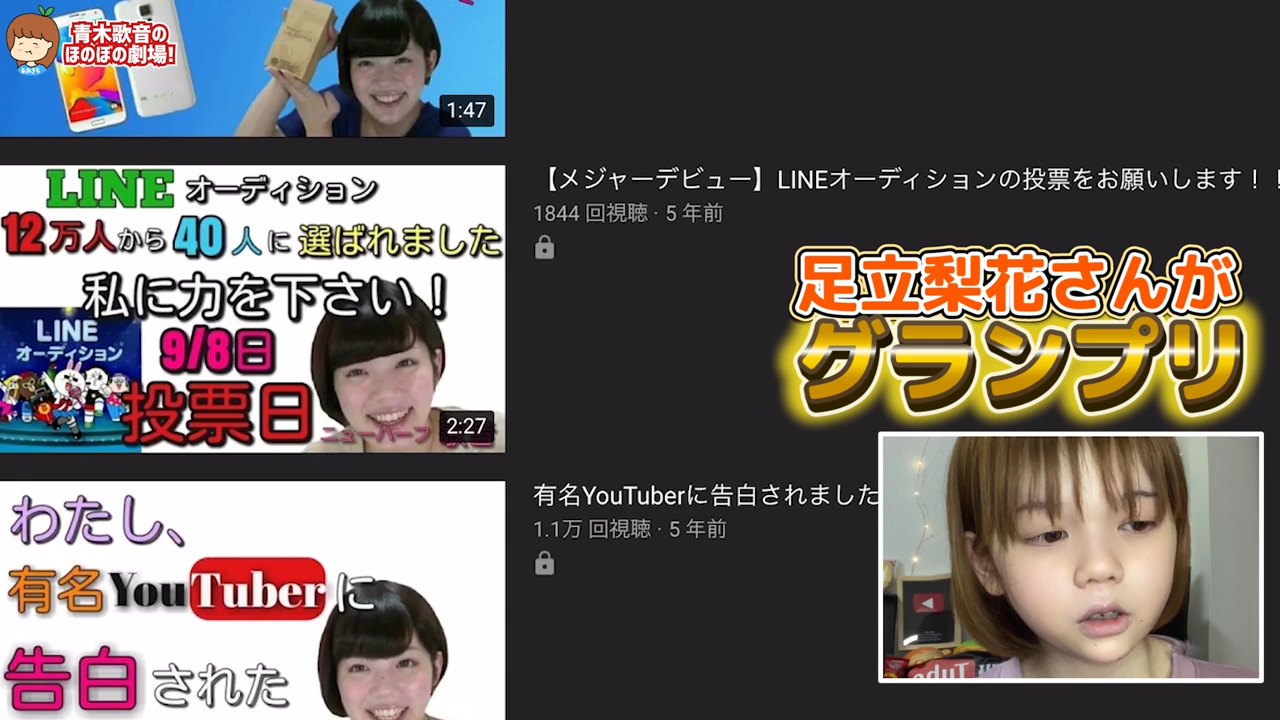 青木歌音の
ほのぼの劇場!
1:47
LINE オーディション
12万人から40人に選ばれました
私に力を下さい!
LINE
オーディション
9/8日
投票日
ニューハーフ
2:27
【メジャーデビュー】LINEオーディションの投票をお願いします!!
1844 回視聴・5 年前
足立梨花さんが
グランプリ
わたし、
有名YouTuberに
告白された
有名YouTuberに告白されました
1.1万 回視聴・5 年前